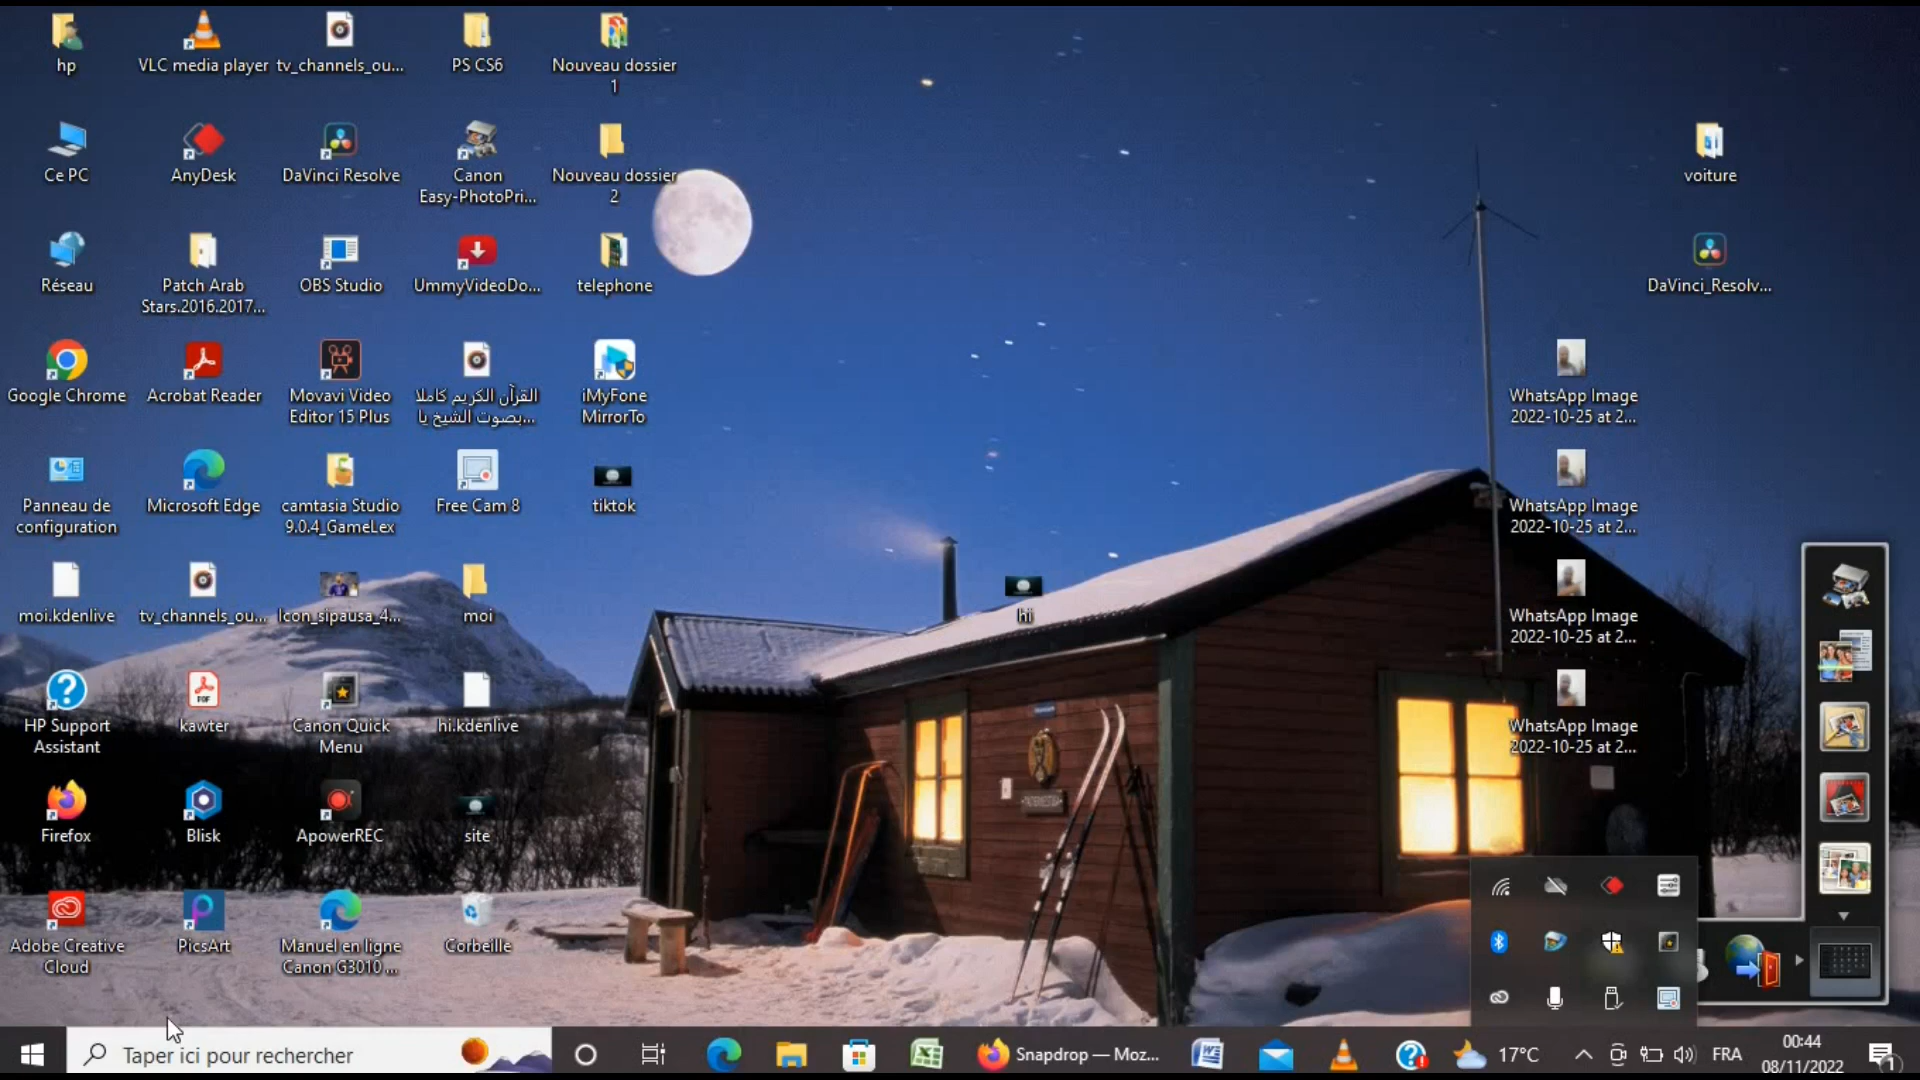 hp
VLC media player
tv_channels_ou...
PS CS6
Nouveau dossier
1
Ce PC
AnyDesk
DaVinci Resolve
Canon
Easy-PhotoPri...
Nouveau dossier
2
voiture
Réseau
Patch Arab
Stars.2016.2017...
OBS Studio
UmmyVideoDo...
telephone
DaVinci_Resolv...
Google Chrome
Acrobat Reader
Movavi Video
Editor 15 Plus
القرآن الكريم كاملا
بصوت الشيخ يا...
iMyFone
MirrorTo
WhatsApp Image
2022-10-25 at 2...
Panneau de
configuration
Microsoft Edge
camtasia Studio
9.0.4_GameLex
Free Cam 8
tiktok
WhatsApp Image
2022-10-25 at 2...
moi.kdenlive
tv_channels_ou...
Icon_sipausa_4...
moi
hi
WhatsApp Image
2022-10-25 at 2...
HP Support
Assistant
kawter
Canon Quick
Menu
hi.kdenlive
WhatsApp Image
2022-10-25 at 2...
Firefox
Blisk
ApowerREC
site
Adobe Creative
Cloud
PicsArt
Manuel en ligne
Canon G3010 ...
Corbeille
Taper ici pour rechercher
Snapdrop — Moz...
17°C
FRA
00:44
08/11/2022
1